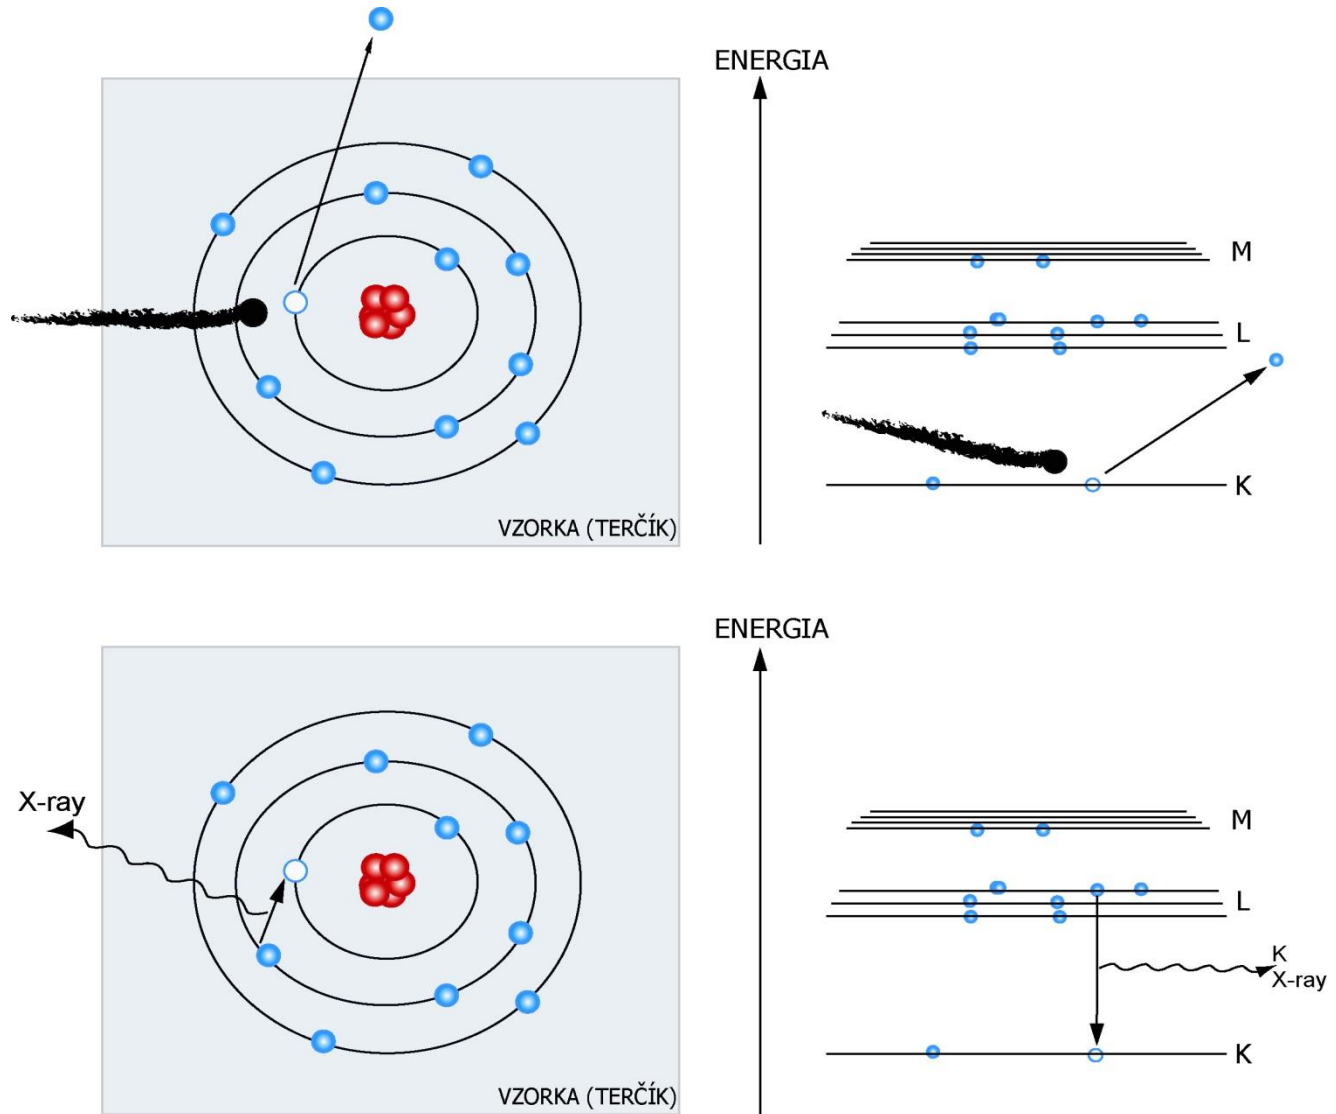 ENERGIA
M
L
K
VZORKA (TERČÍK)
ENERGIA
X-ray
M
L
K
X-ray
K
VZORKA (TERČÍK)